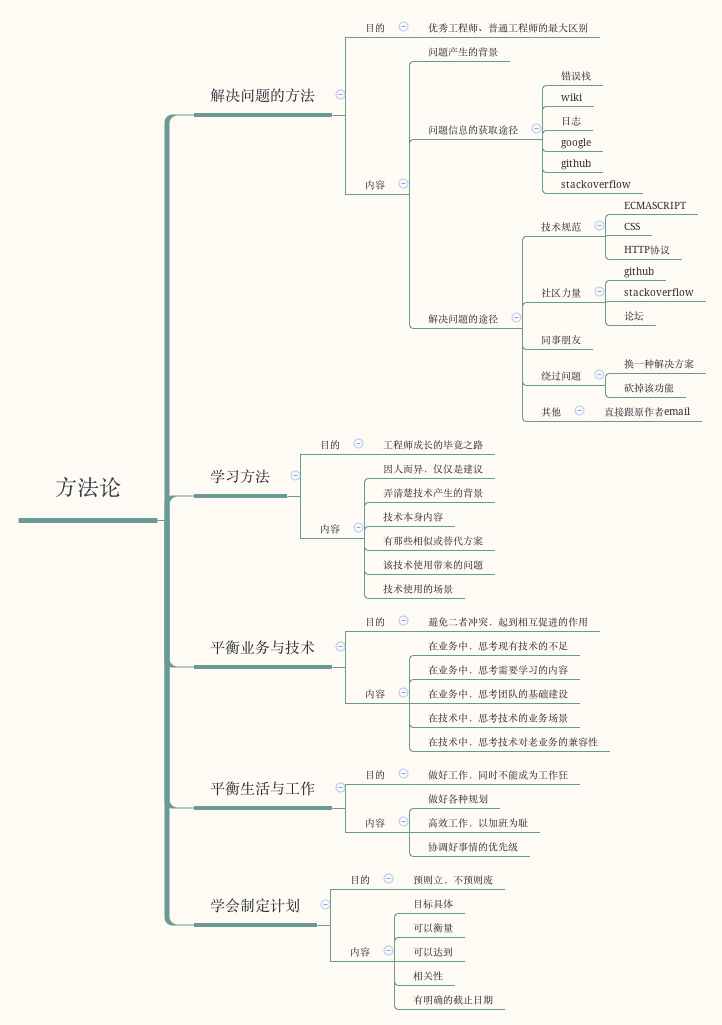 方法论
解决问题的方法
目的
优秀工程师、普通工程师的最大区别
内容
问题产生的背景
问题信息的获取途径
错误栈
wiki
日志
google
github
stackoverflow
解决问题的途径
技术规范
ECMASCRIPT
CSS
HTTP协议
社区力量
github
stackoverflow
论坛
同事朋友
绕过问题
换一种解决方案
砍掉该功能
其他
直接跟原作者email
学习方法
目的
工程师成长的毕竟之路
内容
因人而异，仅仅是建议
弄清楚技术产生的背景
技术本身内容
有那些相似或替代方案
该技术使用带来的问题
技术使用的场景
平衡业务与技术
目的
避免二者冲突，起到相互促进的作用
内容
在业务中，思考现有技术的不足
在业务中，思考需要学习的内容
在业务中，思考团队的基础建设
在技术中，思考技术的业务场景
在技术中，思考技术对老业务的兼容性
平衡生活与工作
目的
做好工作，同时不能成为工作狂
内容
做好各种规划
高效工作，以加班为耻
协调好事情的优先级
学会制定计划
目的
预则立，不预则废
内容
目标具体
可以衡量
可以达到
相关性
有明确的截止日期